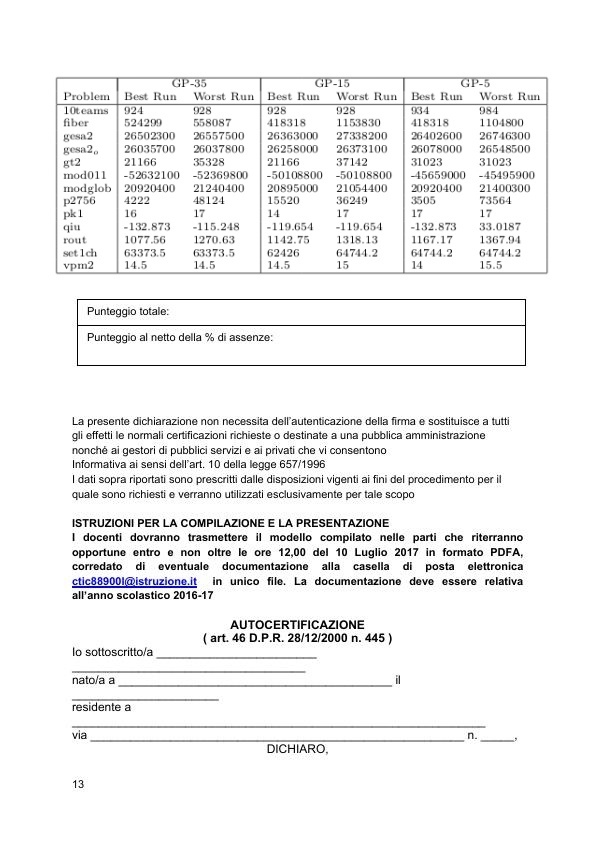 GP-35 GP-15 GP-5
Problem Best Run Worst Run Best Run Worst Run Best Run Worst Run
10teams 924 928 928 928 934 984
fiber 524299 558087 418318 1153830 418318 1104800
gesa2 26502300 26557500 26363000 27338200 26402600 26746300
gesa2_o 26035700 26037800 26258000 26373100 26078000 26548500
gt2 21166 35328 21166 37142 31023 31023
mod011 -52632100 -52369800 -50108800 -50108800 -45659000 -45495900
modglob 20920400 21240400 20895000 21054400 20920400 21400300
p2756 4222 48124 15520 36249 3505 73564
pk1 16 17 14 17 17 17
qiu -132.873 -115.248 -119.654 -119.654 -132.873 33.0187
rout 1077.56 1270.63 1142.75 1318.13 1167.17 1367.94
set1ch 63373.5 63373.5 62426 64744.2 64744.2 64744.2
vpm2 14.5 14.5 14.5 15 14 15.5
Punteggio totale:
Punteggio al netto della % di assenze:
La presente dichiarazione non necessita dell'autenticazione della firma e sostituisce a tutti
gli effetti le normali certificazioni richieste o destinate a una pubblica amministrazione
nonché ai gestori di pubblici servizi e ai privati che vi consentono
Informativa ai sensi dell'art. 10 della legge 657/1996
I dati sopra riportati sono prescritti dalle disposizioni vigenti ai fini del procedimento per il
quale sono richiesti e verranno utilizzati esclusivamente per tale scopo
ISTRUZIONI PER LA COMPILAZIONE E LA PRESENTAZIONE
I docenti dovranno trasmettere il modello compilato nelle parti che riterranno
opportune entro e non oltre le ore 12,00 del 10 Luglio 2017 in formato PDFA,
corredato di eventuale documentazione alla casella di posta elettronica
ctic88900l@istruzione.it in unico file. La documentazione deve essere relativa
all'anno scolastico 2016-17
AUTOCERTIFICAZIONE
( art. 46 D.P.R. 28/12/2000 n. 445 )
Io sottoscritto/a _________________________
____________________________________
nato/a a __________________________________________ il
_______________________
residente a
________________________________________________________________
via __________________________________________________________ n. _____,
DICHIARO,
13